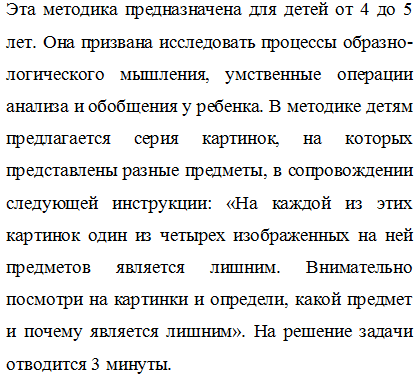 Эта методика предназначена для детей от 4 до 5
лет. Она призвана исследовать процессы образно-
логического мышления, умственные операции
анализа и обобщения у ребенка. В методике детям
предлагается серия картинок, на которых
представлены разные предметы, в сопровождении
следующей инструкции: «На каждой из этих
картинок один из четырех изображенных на ней
предметов является лишним. Внимательно
посмотри на картинки и определи, какой предмет
и почему является лишним». На решение задачи
отводится 3 минуты.